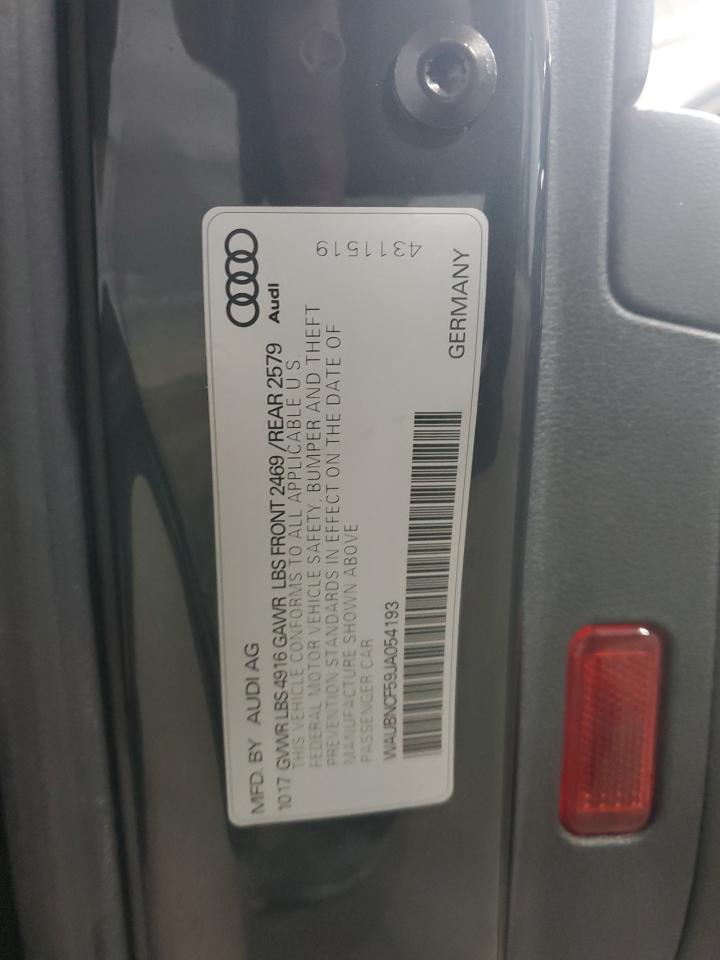 Audi
MFD. BY AUDI AG
1017 GVWR LBS 4916 GAWR LBS FRONT 2469 /REAR 2579
THIS VEHICLE CONFORMS TO ALL APPLICABLE U.S.
FEDERAL MOTOR VEHICLE SAFETY, BUMPER AND THEFT
PREVENTION STANDARDS IN EFFECT ON THE DATE OF
MANUFACTURE SHOWN ABOVE
PASSENGER CAR
WAUBNCF59JA054193
GERMANY
4311519